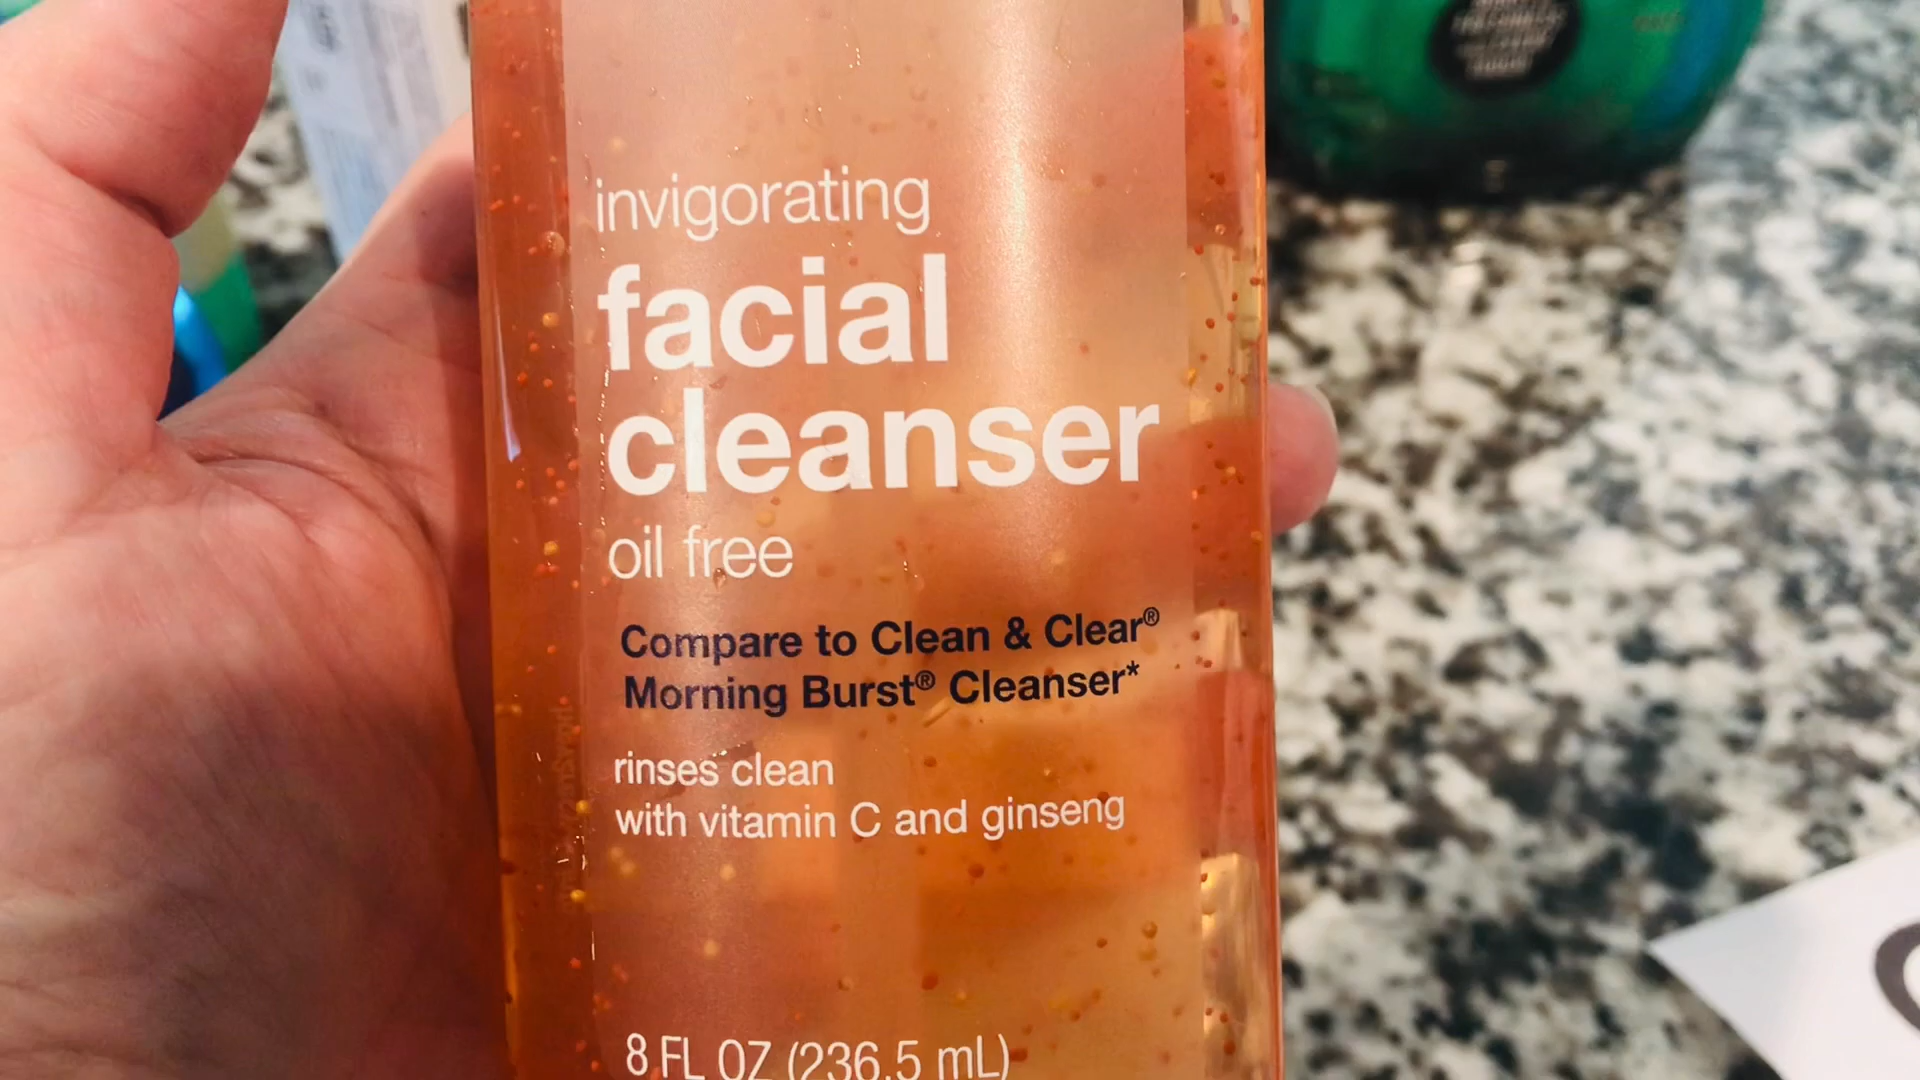 invigorating
facial
cleanser
oil free
Compare to Clean & Clear®
Morning Burst® Cleanser*
rinses clean
with vitamin C and ginseng
8 FL OZ (236.5 mL)